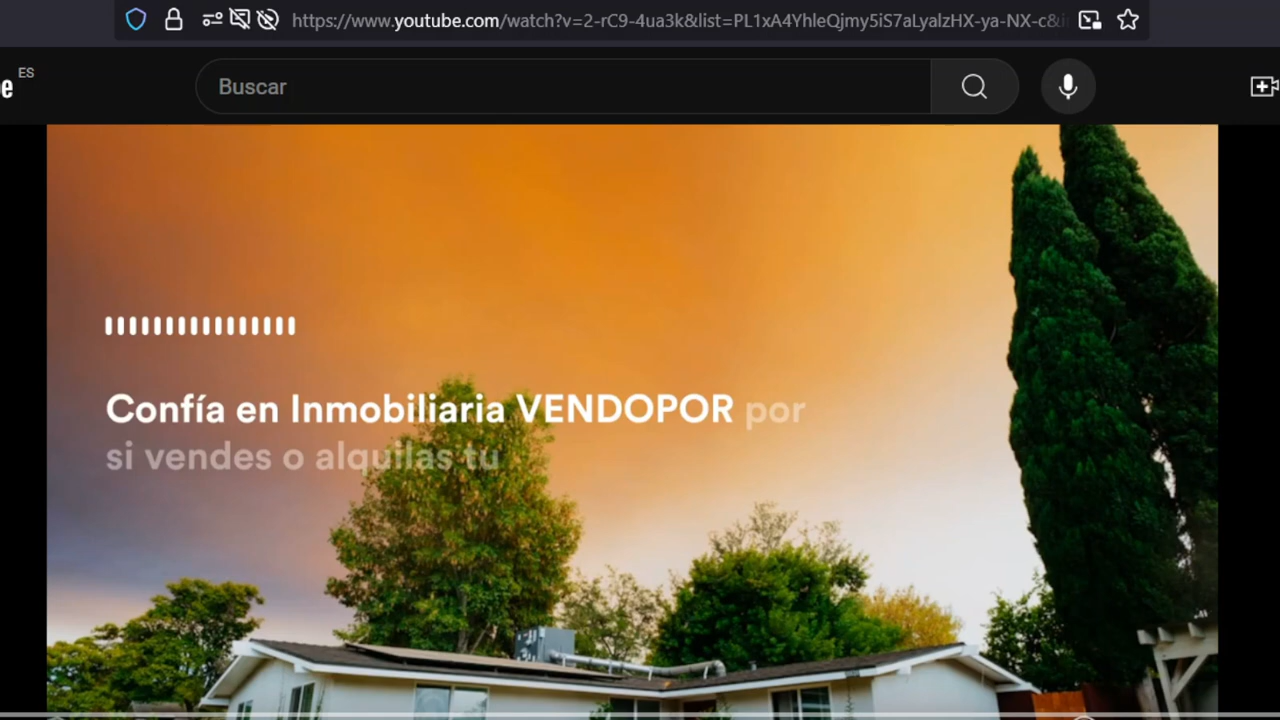 https://www.youtube.com/watch?v=2-rC9-4ua3k&list=PL1xA4YhleQjmy5iS7aLyalzHX-ya-NX-c&i
ES
Buscar
Confía en Inmobiliaria VENDOPOR por
si vendes o alquilas tu